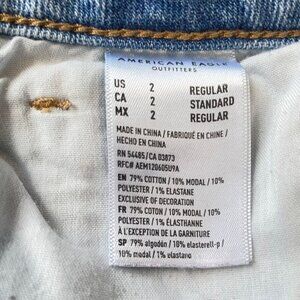 AMERICAN EAGLE
OUTFITTERS
US 2 REGULAR
CA 2 STANDARD
MX 2 REGULAR
MADE IN CHINA / FABRIQUÉ EN CHINE /
HECHO EN CHINA
RN 54485/CA 03873
RFC# AEM120605U9A
EN 79% COTTON / 10% MODAL / 10%
POLYESTER / 1% ELASTANE
EXCLUSIVE OF DECORATION
FR 79% COTON / 10% MODAL / 10%
POLYESTER / 1% ÉLASTHANNE
À L'EXCEPTION DE LA GARNITURE
SP 79% algodón / 10% elasterell-p /
10% modal / 1% elastano